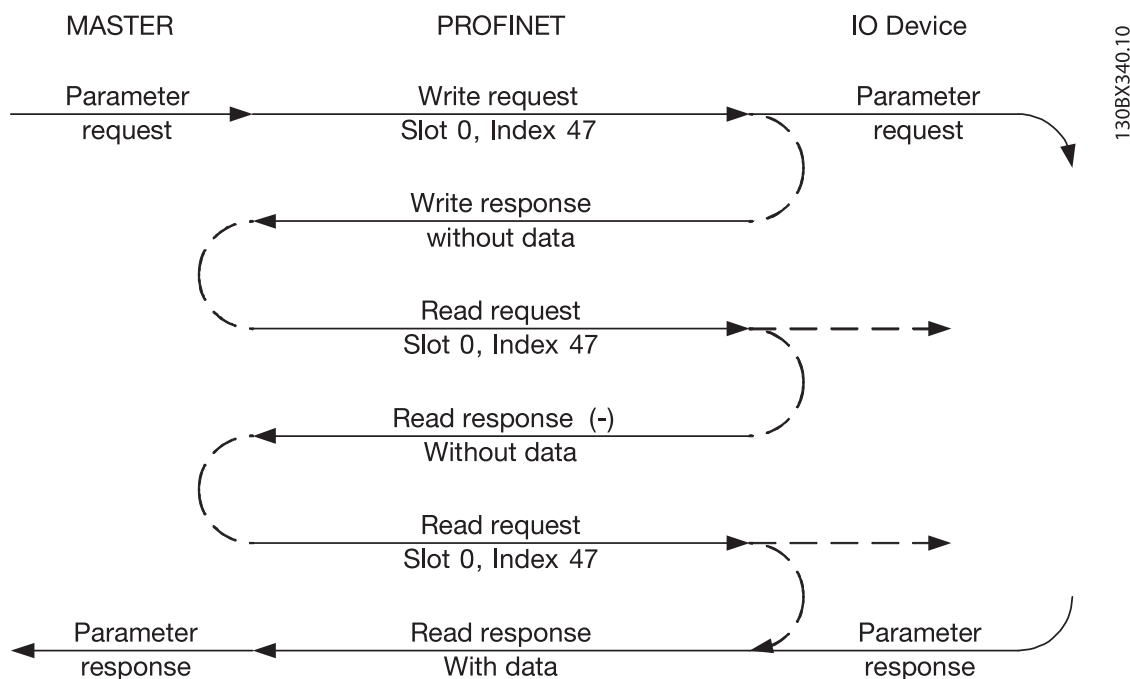 MASTER PROFINET IO Device
130BX340.10
Parameter Write request Parameter
request Slot 0, Index 47 request
Write response
without data
Read request
Slot 0, Index 47
Read response (-)
Without data
Read request
Slot 0, Index 47
Parameter Read response Parameter
response With data response